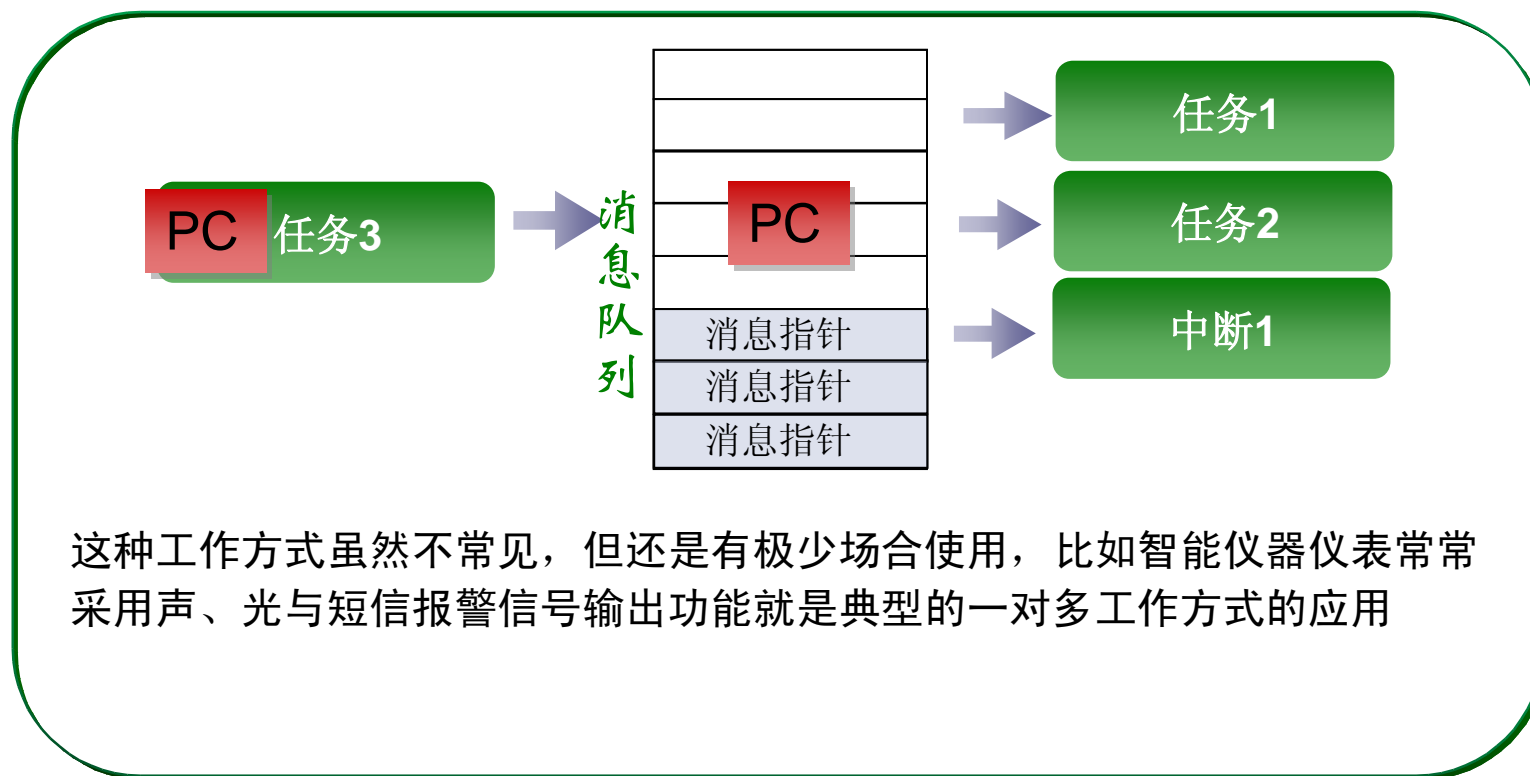 任务1
PC
任务3
消息队列
PC
任务2
消息指针
中断1
消息指针
消息指针
这种工作方式虽然不常见，但还是有极少场合使用，比如智能仪器仪表常常
采用声、光与短信报警信号输出功能就是典型的一对多工作方式的应用